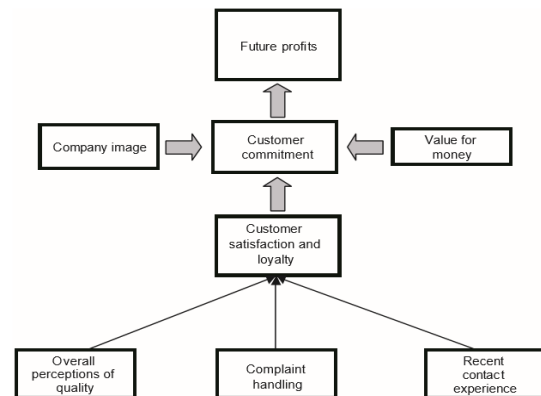 Future profits
Company image
Customer
commitment
Value for
money
Customer
satisfaction and
loyalty
Overall
perceptions of
quality
Complaint
handling
Recent
contact
experience